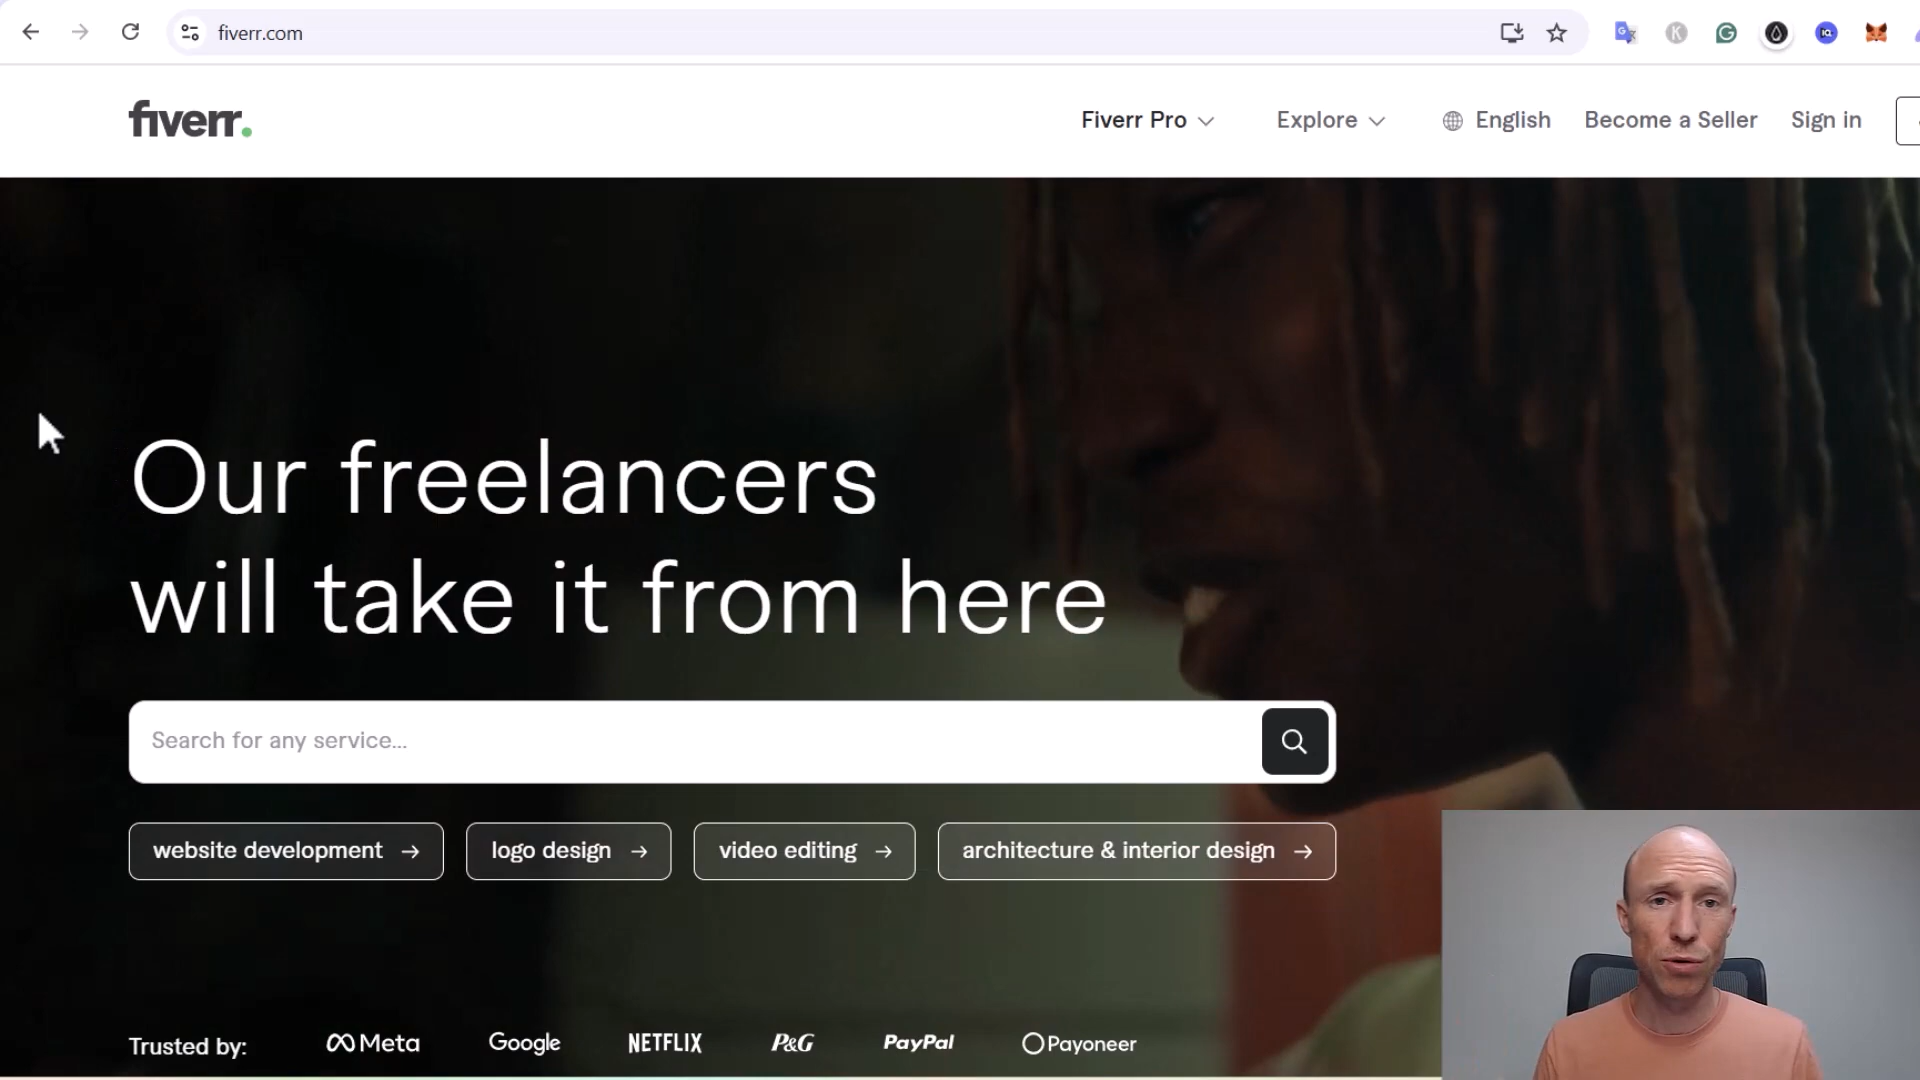 fiverr.com
fiverr.
Fiverr Pro
Explore
English
Become a Seller
Sign in
Our freelancers
will take it from here
Search for any service...
website development →
logo design →
video editing →
architecture & interior design →
Trusted by:
Meta
Google
NETFLIX
P&G
PayPal
Payoneer